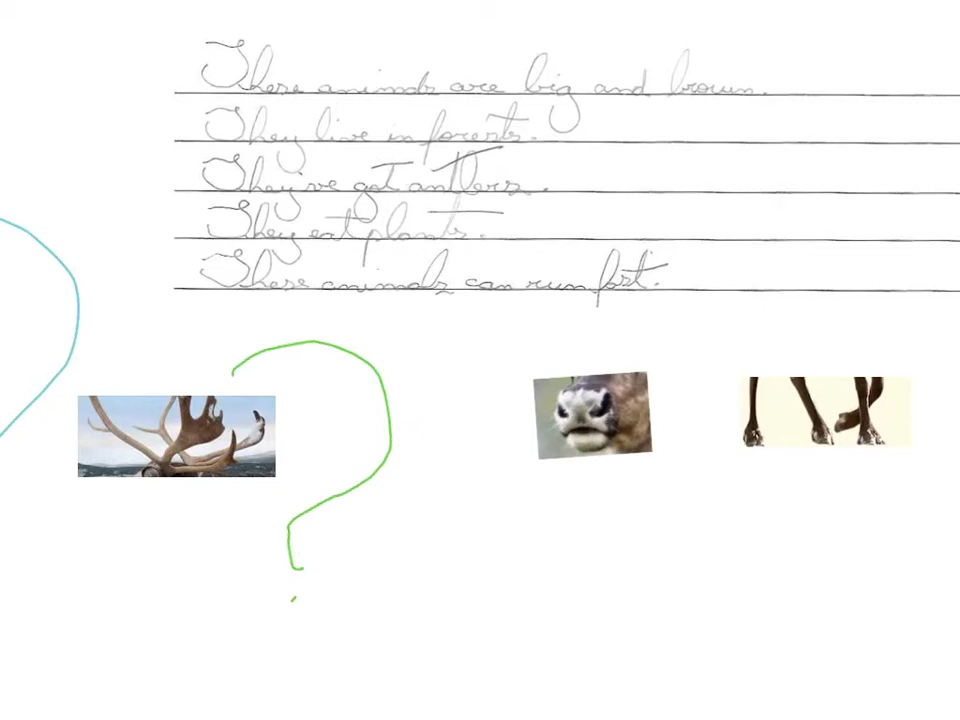 These animals are big and brown.
They live in forests.
They've got antlers.
They eat plants.
These animals can run fast.